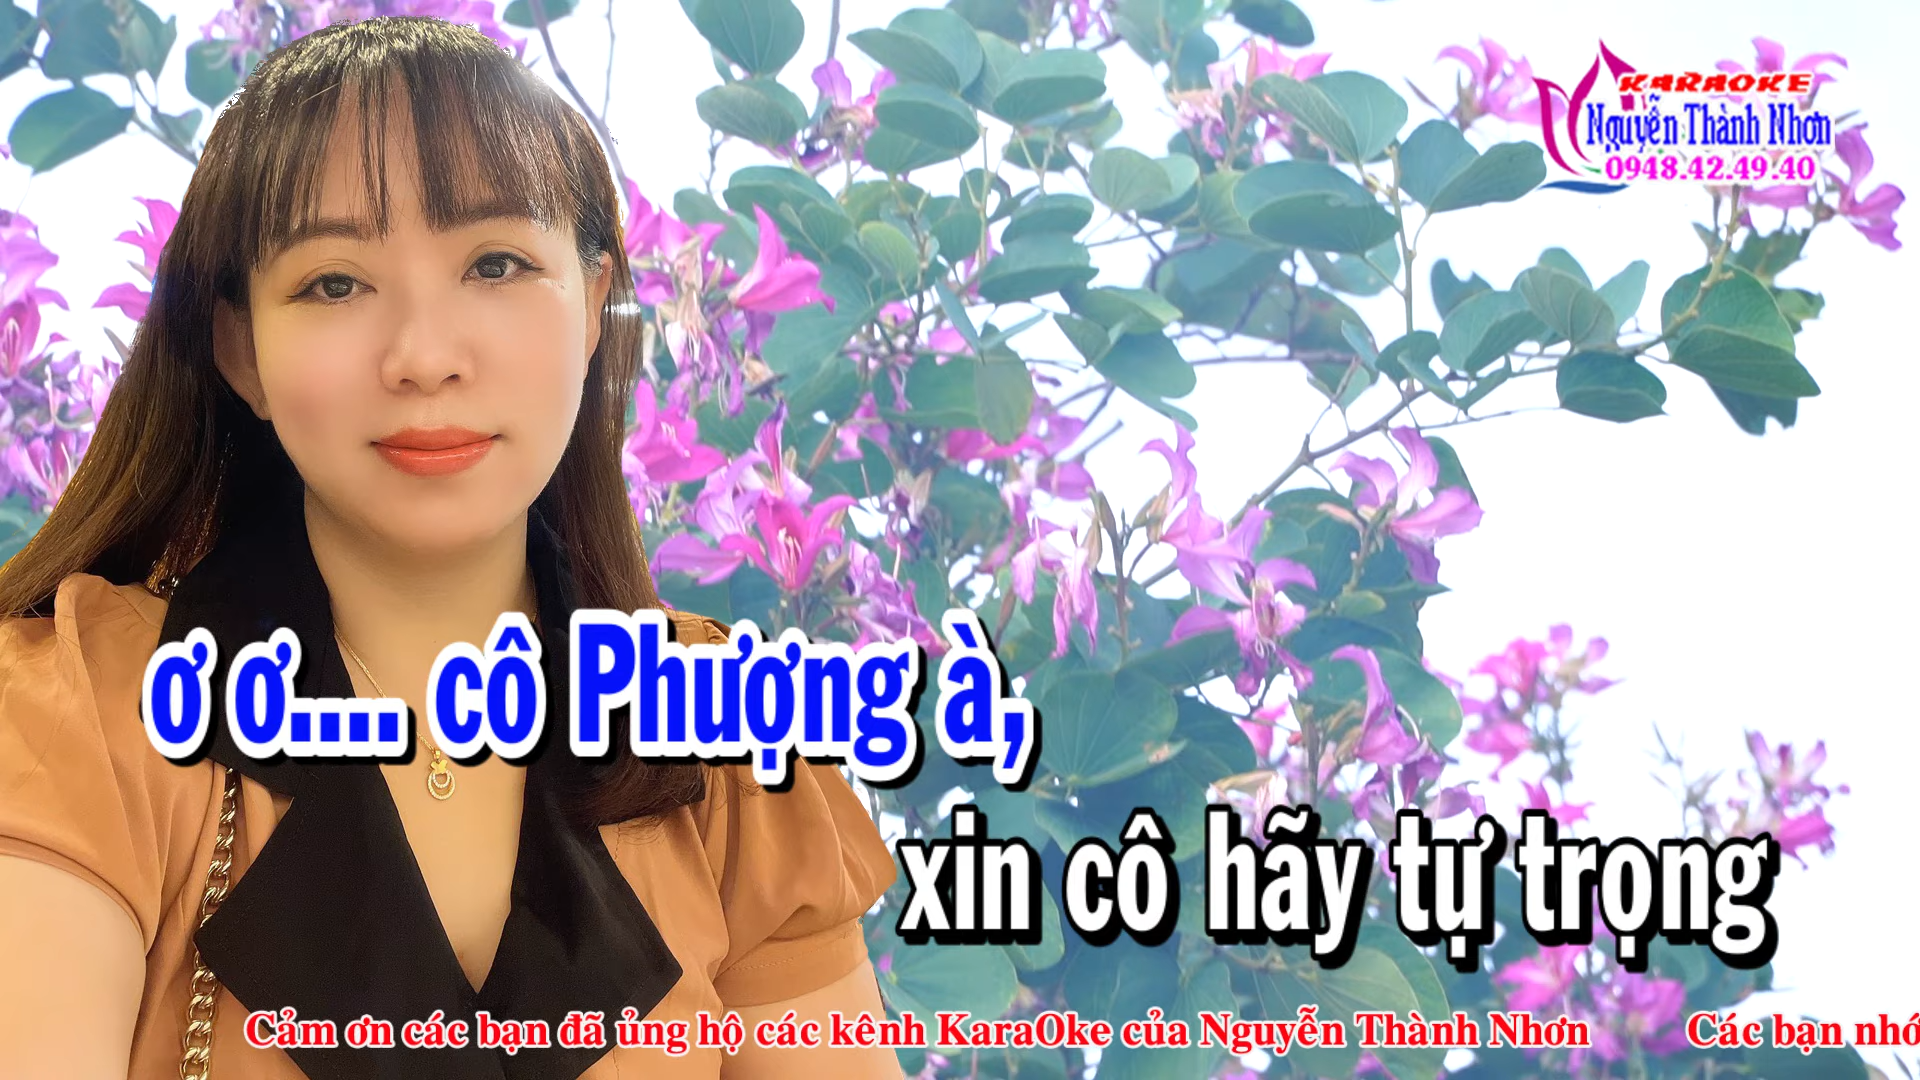 KARAOKE
Nguyễn Thành Nhơn
0948.42.49.40
ơ ơ.... cô Phượng à,
xin cô hãy tự trọng
Cảm ơn các bạn đã ủng hộ các kênh KaraOke của Nguyễn Thành Nhơn Các bạn nhớ